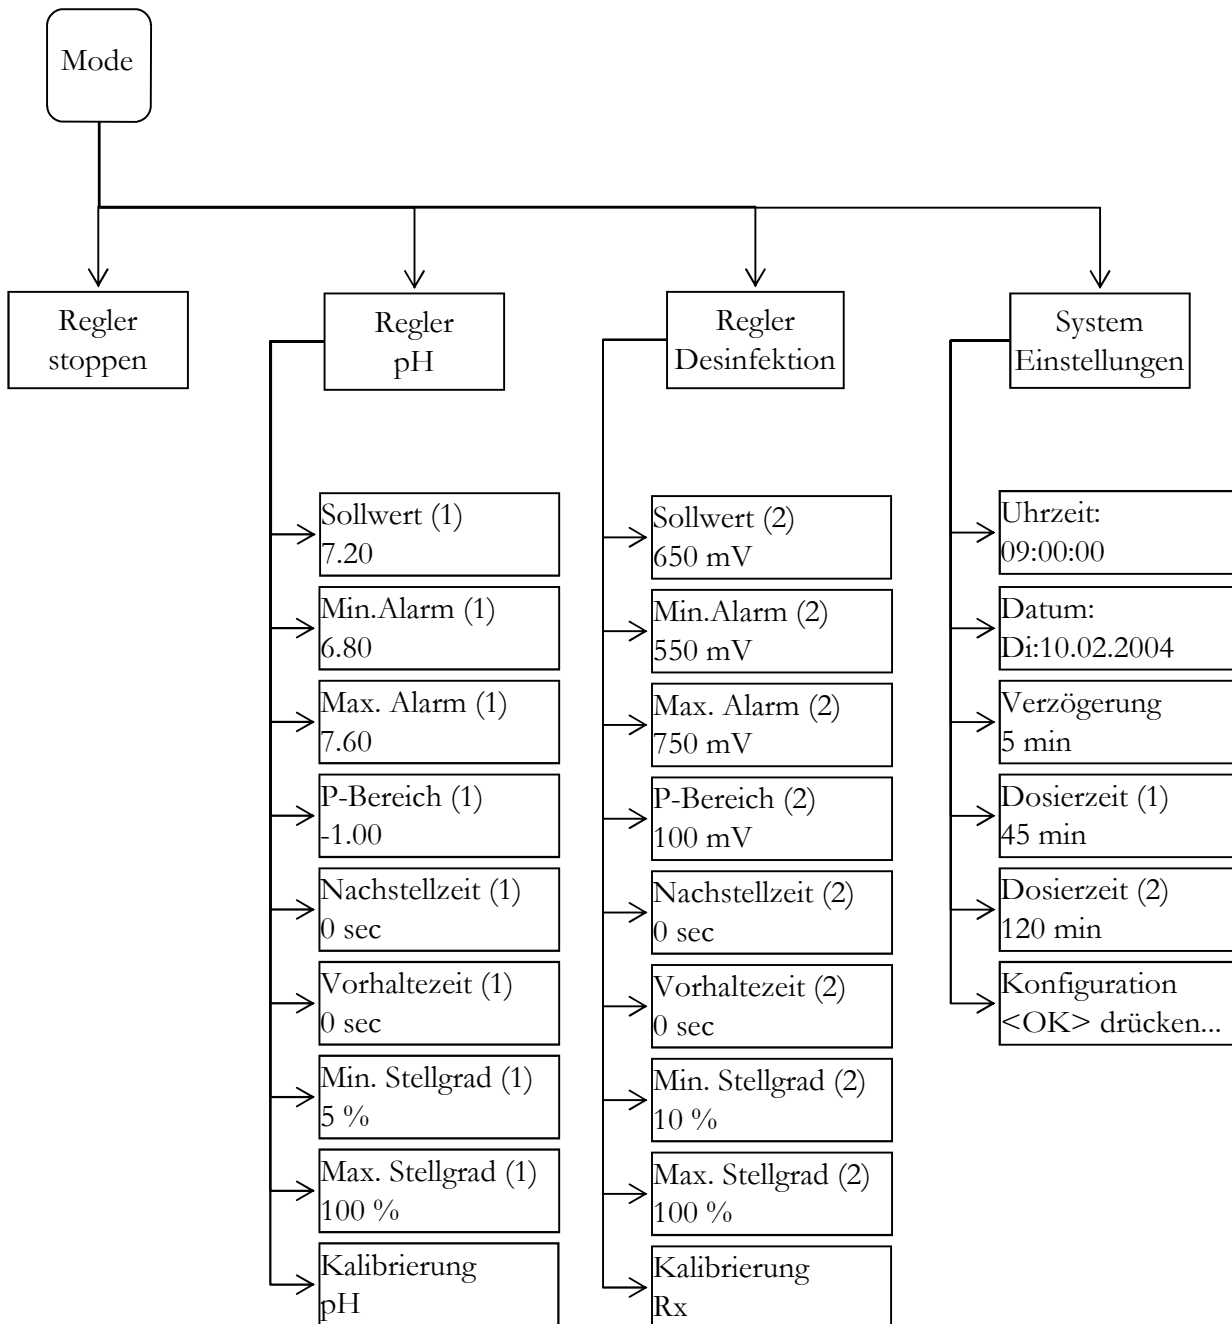 Mode
Regler
stoppen
Regler
pH
Regler
Desinfektion
System
Einstellungen
Sollwert (1)
7.20
Min.Alarm (1)
6.80
Max. Alarm (1)
7.60
P-Bereich (1)
-1.00
Nachstellzeit (1)
0 sec
Vorhaltezeit (1)
0 sec
Min. Stellgrad (1)
5 %
Max. Stellgrad (1)
100 %
Kalibrierung
pH
Sollwert (2)
650 mV
Min.Alarm (2)
550 mV
Max. Alarm (2)
750 mV
P-Bereich (2)
100 mV
Nachstellzeit (2)
0 sec
Vorhaltezeit (2)
0 sec
Min. Stellgrad (2)
10 %
Max. Stellgrad (2)
100 %
Kalibrierung
Rx
Uhrzeit:
09:00:00
Datum:
Di:10.02.2004
Verzögerung
5 min
Dosierzeit (1)
45 min
Dosierzeit (2)
120 min
Konfiguration
<OK> drücken...